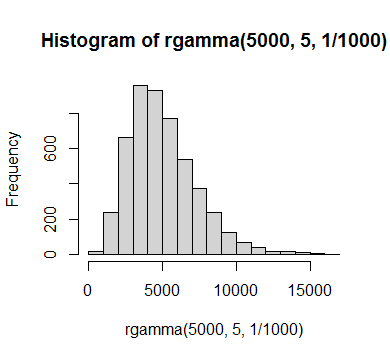 Histogram of rgamma(5000, 5, 1/1000)
Frequency
600
200
0
0 5000 10000 15000
rgamma(5000, 5, 1/1000)